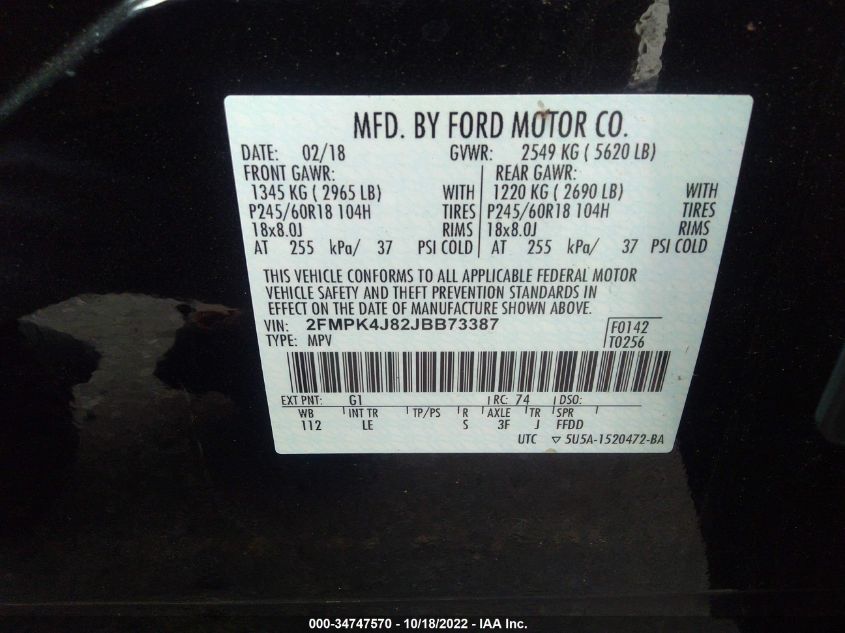 MFD. BY FORD MOTOR CO.
DATE: 02/18 GVWR: 2549 KG ( 5620 LB)
FRONT GAWR: REAR GAWR:
1345 KG ( 2965 LB) WITH 1220 KG ( 2690 LB) WITH
P245/60R18 104H TIRES P245/60R18 104H TIRES
18x8.0J RIMS 18x8.0J RIMS
AT 255 kPa/ 37 PSI COLD AT 255 kPa/ 37 PSI COLD
THIS VEHICLE CONFORMS TO ALL APPLICABLE FEDERAL MOTOR
VEHICLE SAFETY AND THEFT PREVENTION STANDARDS IN
EFFECT ON THE DATE OF MANUFACTURE SHOWN ABOVE.
VIN: 2FMPK4J82JBB73387 F0142
TYPE: MPV T0256
EXT PNT: G1 RC: 74 DSO:
WB INT TR TP/PS R AXLE TR SPR
112 LE S 3F J FFDD
UTC ▽ 5U5A-1520472-BA
000-34747570 - 10/18/2022 - IAA Inc.